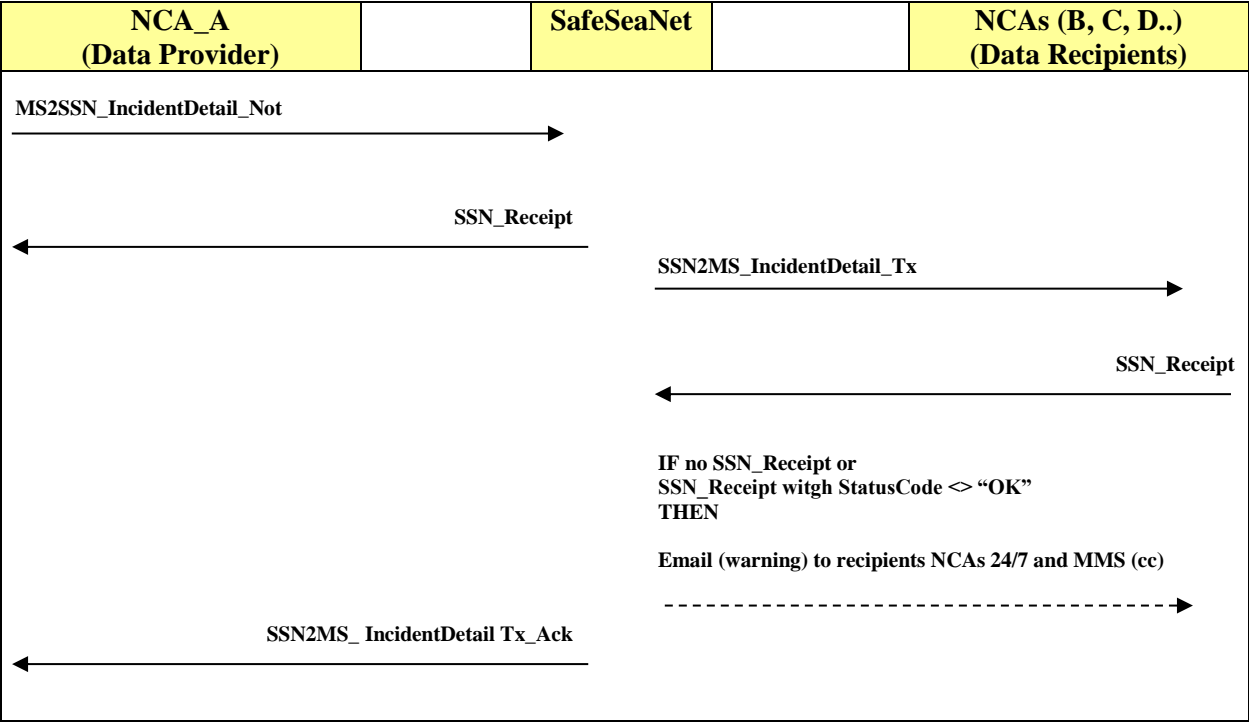 NCA_A
(Data Provider)
SafeSeaNet
NCAs (B, C, D..)
(Data Recipients)
MS2SSN_IncidentDetail_Not
SSN_Receipt
SSN2MS_IncidentDetail_Tx
SSN_Receipt
IF no SSN_Receipt or
SSN_Receipt witgh StatusCode <> “OK”
THEN
Email (warning) to recipients NCAs 24/7 and MMS (cc)
SSN2MS_ IncidentDetail Tx_Ack